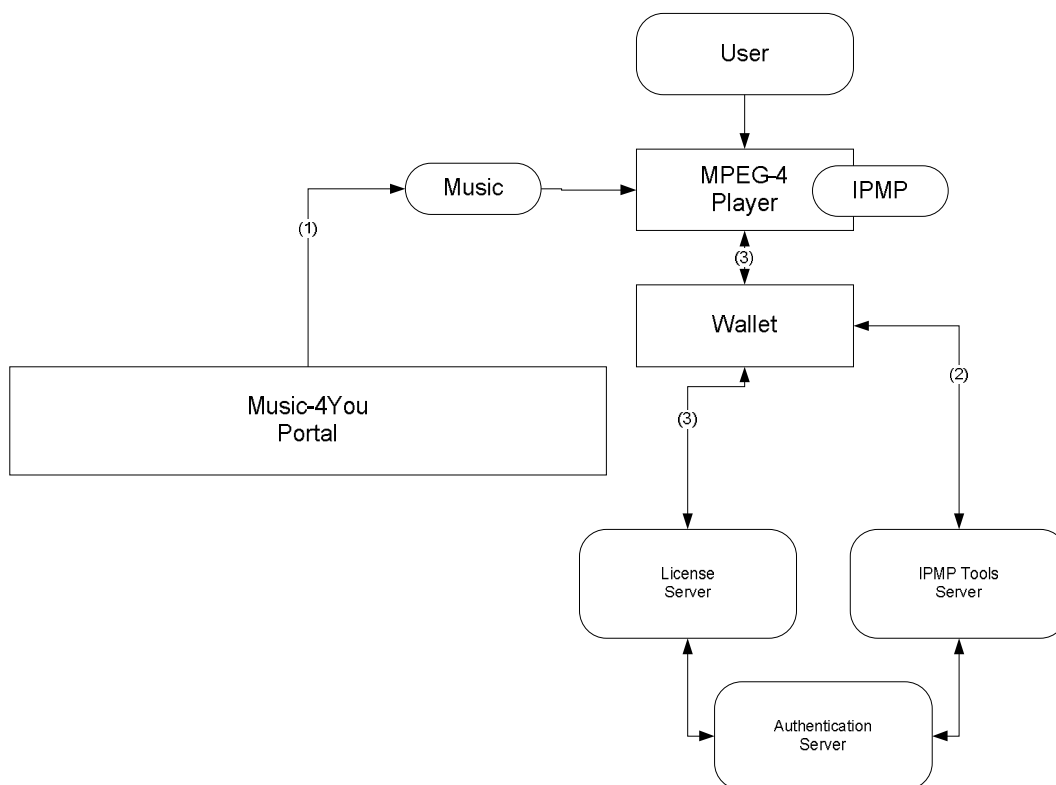 User
MPEG-4
Player
IPMP
Music
(1)
(3)
Wallet
(2)
Music-4You
Portal
(3)
License
Server
IPMP Tools
Server
Authentication
Server